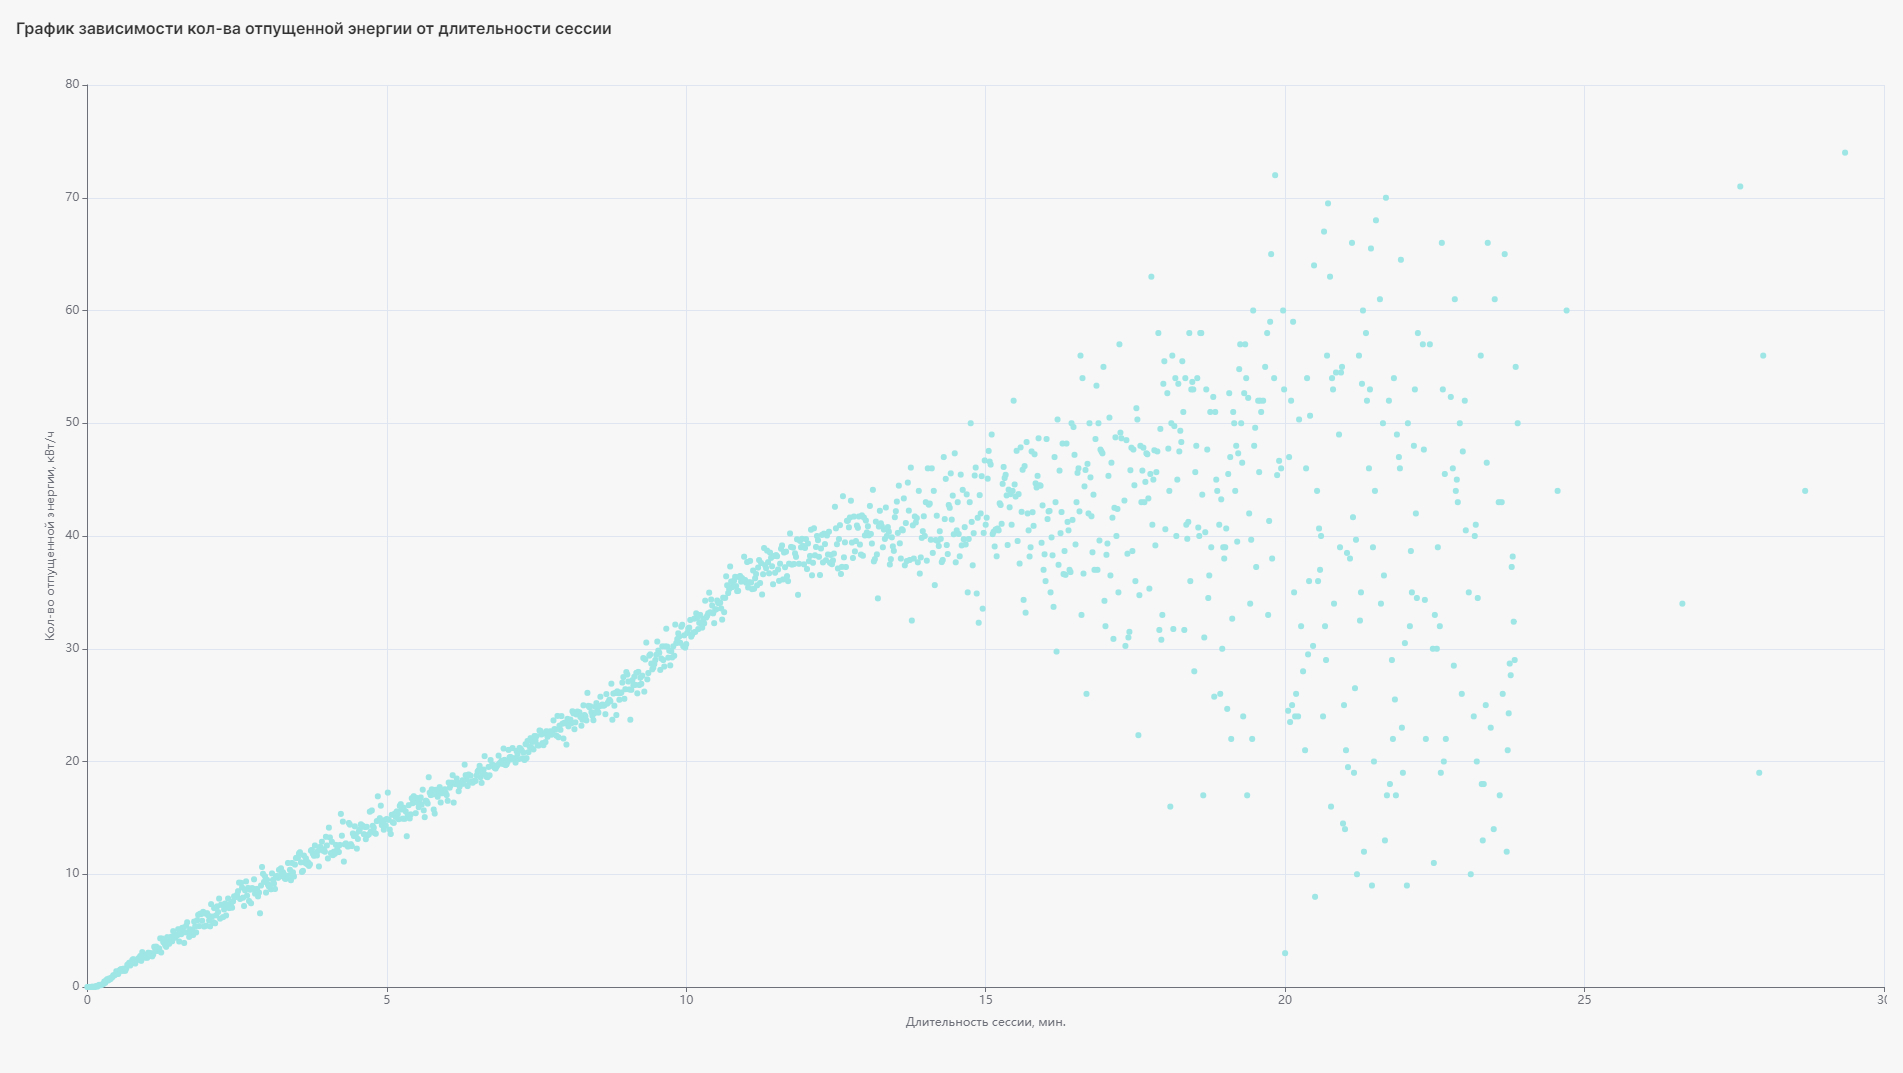 График зависимости кол-ва отпущенной энергии от длительности сессии
80
70
60
50
40
30
20
10
0
Кол-во отпущенной энергии, кВт/ч
0 5 10 15 20 25 30
Длительность сессии, мин.